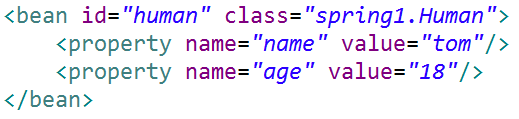 <bean id="human" class="spring1.Human">
    <property name="name" value="tom"/>
    <property name="age" value="18"/>
</bean>